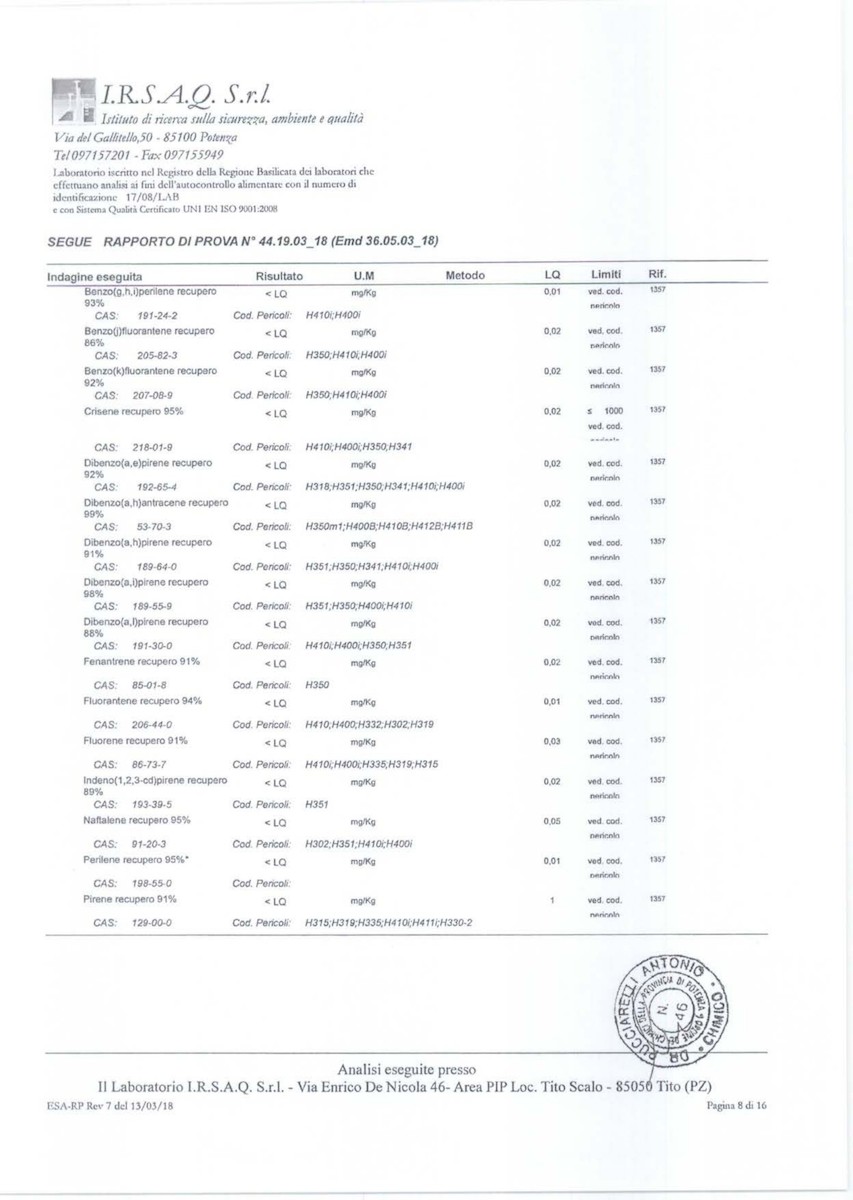 I.R.S.A.Q. S.r.l.
Istituto di ricerca sulla sicurezza, ambiente e qualità
Via del Gallitello,50 - 85100 Potenza
Tel 097157201 - Fax 097155949
Laboratorio iscritto nel Registro della Regione Basilicata dei laboratori che
effettuano analisi ai fini dell'autocontrollo alimentare con il numero di
identificazione 17/08/LAB
e con Sistema Qualità Certificato UNI EN ISO 9001:2008
SEGUE RAPPORTO DI PROVA N° 44.19.03_18 (Emd 36.05.03_18)
Indagine eseguita Risultato U.M Metodo LQ Limiti Rif.
Benzo(g,h,i)perilene recupero < LQ mg/Kg 0,01 ved. cod. 1357
93% pericolo
CAS: 191-24-2 Cod. Pericoli: H410i;H400i
Benzo(j)fluorantene recupero < LQ mg/Kg 0,02 ved. cod. 1357
86% pericolo
CAS: 205-82-3 Cod. Pericoli: H350;H410i;H400i
Benzo(k)fluorantene recupero < LQ mg/Kg 0,02 ved. cod. 1357
92% pericolo
CAS: 207-08-9 Cod. Pericoli: H350;H410i;H400i
Crisene recupero 95% < LQ mg/Kg 0,02 ≤ 1000 1357
ved. cod.
CAS: 218-01-9 Cod. Pericoli: H410i;H400i;H350;H341
Dibenzo(a,e)pirene recupero < LQ mg/Kg 0,02 ved. cod. 1357
92% pericolo
CAS: 192-65-4 Cod. Pericoli: H318;H351;H350;H341;H410i;H400i
Dibenzo(a,h)antracene recupero < LQ mg/Kg 0,02 ved. cod. 1357
99% pericolo
CAS: 53-70-3 Cod. Pericoli: H350m1;H400B;H410B;H412B;H411B
Dibenzo(a,h)pirene recupero < LQ mg/Kg 0,02 ved. cod. 1357
91% pericolo
CAS: 189-64-0 Cod. Pericoli: H351;H350;H341;H410i;H400i
Dibenzo(a,i)pirene recupero < LQ mg/Kg 0,02 ved. cod. 1357
98% pericolo
CAS: 189-55-9 Cod. Pericoli: H351;H350;H400i;H410i
Dibenzo(a,l)pirene recupero < LQ mg/Kg 0,02 ved. cod. 1357
88% pericolo
CAS: 191-30-0 Cod. Pericoli: H410i;H400i;H350;H351
Fenantrene recupero 91% < LQ mg/Kg 0,02 ved. cod. 1357
pericolo
CAS: 85-01-8 Cod. Pericoli: H350
Fluorantene recupero 94% < LQ mg/Kg 0,01 ved. cod. 1357
pericolo
CAS: 206-44-0 Cod. Pericoli: H410;H400;H332;H302;H319
Fluorene recupero 91% < LQ mg/Kg 0,03 ved. cod. 1357
pericolo
CAS: 86-73-7 Cod. Pericoli: H410i;H400i;H335;H319;H315
Indeno(1,2,3-cd)pirene recupero < LQ mg/Kg 0,02 ved. cod. 1357
89% pericolo
CAS: 193-39-5 Cod. Pericoli: H351
Naftalene recupero 95% < LQ mg/Kg 0,05 ved. cod. 1357
pericolo
CAS: 91-20-3 Cod. Pericoli: H302;H351;H410i;H400i
Perilene recupero 95%* < LQ mg/Kg 0,01 ved. cod. 1357
pericolo
CAS: 198-55-0 Cod. Pericoli:
Pirene recupero 91% < LQ mg/Kg 1 ved. cod. 1357
pericolo
CAS: 129-00-0 Cod. Pericoli: H315;H319;H335;H410i;H411i;H330-2
DR. BUCCIARELLI ANTONIO * CHIMICO *
N. 46
Analisi eseguite presso
Il Laboratorio I.R.S.A.Q. S.r.l. - Via Enrico De Nicola 46- Area PIP Loc. Tito Scalo - 85050 Tito (PZ)
ESA-RP Rev 7 del 13/03/18 Pagina 8 di 16